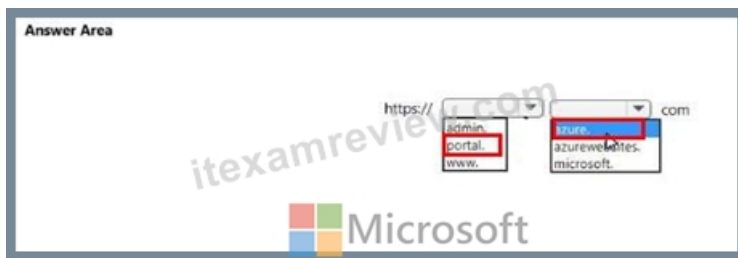 Answer Area
https:// com
admin. azure.
portal. azurewebsites.
www. microsoft.
itexamreview.com
Microsoft